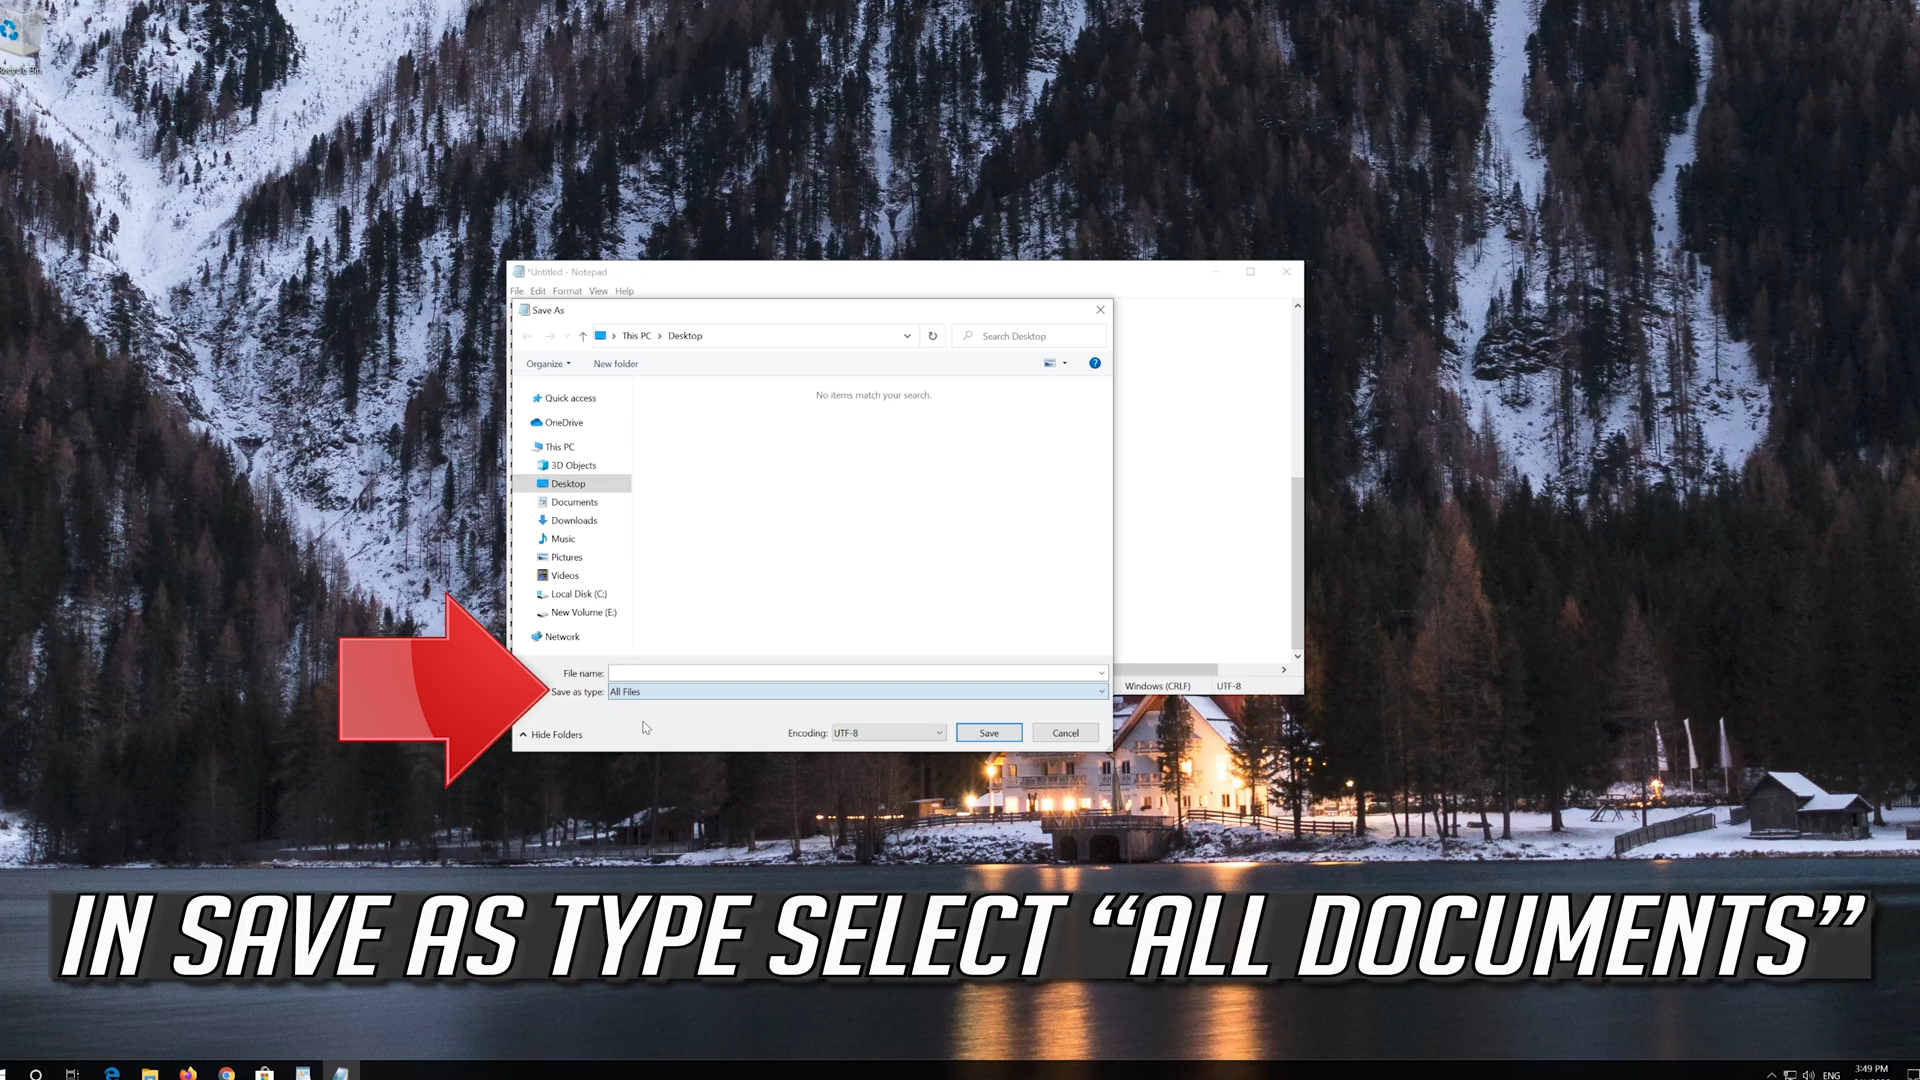 Recycle Bin
*Untitled - Notepad
File Edit Format View Help
Save As
This PC > Desktop
Search Desktop
Organize
New folder
No items match your search.
Quick access
OneDrive
This PC
3D Objects
Desktop
Documents
Downloads
Music
Pictures
Videos
Local Disk (C:)
New Volume (E:)
Network
File name:
Save as type: All Files
Windows (CRLF) UTF-8
Hide Folders
Encoding: UTF-8
Save
Cancel
IN SAVE AS TYPE SELECT “ALL DOCUMENTS”
ENG
3:49 PM